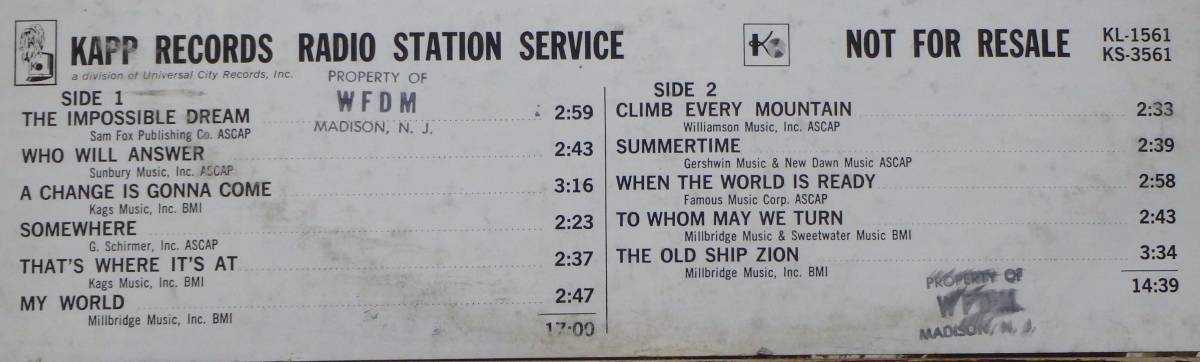 KAPP RECORDS RADIO STATION SERVICE
a division of Universal City Records, Inc.
NOT FOR RESALE
KL-1561
KS-3561
PROPERTY OF
WFDM
MADISON, N. J.
SIDE 1
THE IMPOSSIBLE DREAM 2:59
Sam Fox Publishing Co. ASCAP
WHO WILL ANSWER 2:43
Sunbury Music, Inc. ASCAP
A CHANGE IS GONNA COME 3:16
Kags Music, Inc. BMI
SOMEWHERE 2:23
G. Schirmer, Inc. ASCAP
THAT'S WHERE IT'S AT 2:37
Kags Music, Inc. BMI
MY WORLD 2:47
Millbridge Music, Inc. BMI
17:00
SIDE 2
CLIMB EVERY MOUNTAIN 2:33
Williamson Music, Inc. ASCAP
SUMMERTIME 2:39
Gershwin Music & New Dawn Music ASCAP
WHEN THE WORLD IS READY 2:58
Famous Music Corp. ASCAP
TO WHOM MAY WE TURN 2:43
Millbridge Music & Sweetwater Music BMI
THE OLD SHIP ZION 3:34
Millbridge Music, Inc. BMI
14:39
PROPERTY OF
WFDM
MADISON, N. J.